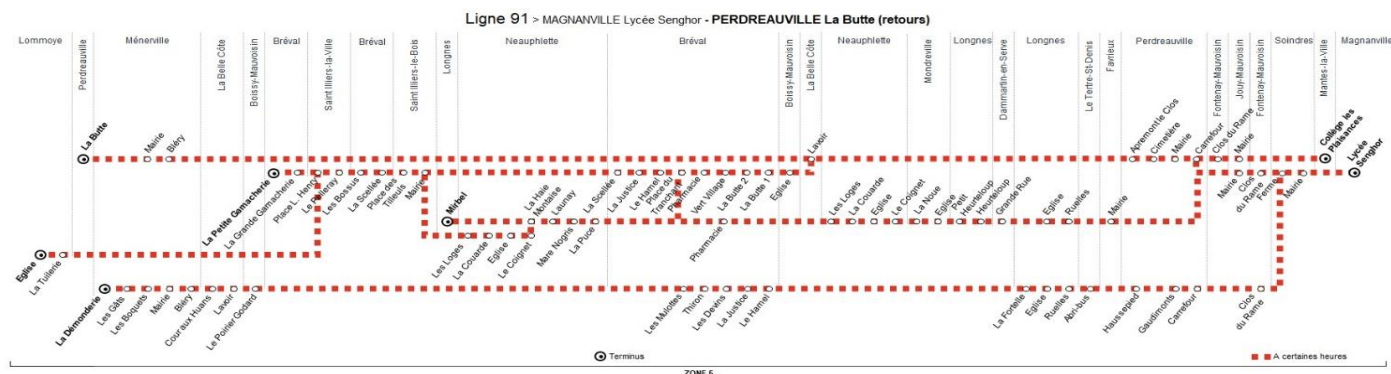 Ligne 91 > MAGNANVILLE Lycée Senghor - PERDREAUVILLE La Butte (retours)
Lommoye
Perdreauville
Ménerville
La Belle Côte
Boissy-Mauvoisin
Bréval
Saint Illiers-la-Ville
Bréval
Saint Illiers-le-Bois
Longnes
Neauphlette
Bréval
Boissy-Mauvoisin
La Belle Côte
Neauphlette
Mondreville
Longnes
Dammartin-en-Serve
Longnes
Le Tertre-St-Denis
Favrieux
Perdreauville
Fontenay-Mauvoisin
Jouy-Mauvoisin
Fontenay-Mauvoisin
Soindres
Mantes-la-Ville
Magnanville
La Butte
Mairie
Bléry
Lavoir
Apremont le Clos
Cimetière
Mairie
Carrefour
Clos du Rame
Mairie
Collège les
Plaisances
Lycée
Senghor
La Petite Gamacherie
La Grande Gamacherie
Place L. Henry
Le Pelleray
Les Bossus
La Scellée
Place des
Tilleuls
Mairie
La Scellée
La Justice
Le Hamel
Place du
Tranchant
Pharmacie
Vert Village
La Butte 2
La Butte 1
Eglise
Mairie
Clos
du Rame
Ferme
Mairie
Mirbel
Les Loges
La Couarde
Eglise
Le Coignet
La Haie
Montaise
Launay
Mare Nogris
La Puce
Pharmacie
Les Loges
La Couarde
Eglise
Le Coignet
La Noue
Eglise
Petit
Heurteloup
Heurteloup
Grande Rue
Eglise
Ruelles
Mairie
Eglise
La Tuilerie
La Démonderie
Les Gâts
Les Boquets
Mairie
Bléry
Cour aux Huans
Lavoir
Le Poirier Godard
Les Mulottes
Thiron
Les Devins
La Justice
Le Hamel
La Fortelle
Eglise
Ruelles
Abri-bus
Haussepied
Gaudimonts
Carrefour
Clos
du Rame
Terminus
A certaines heures
ZONE 5